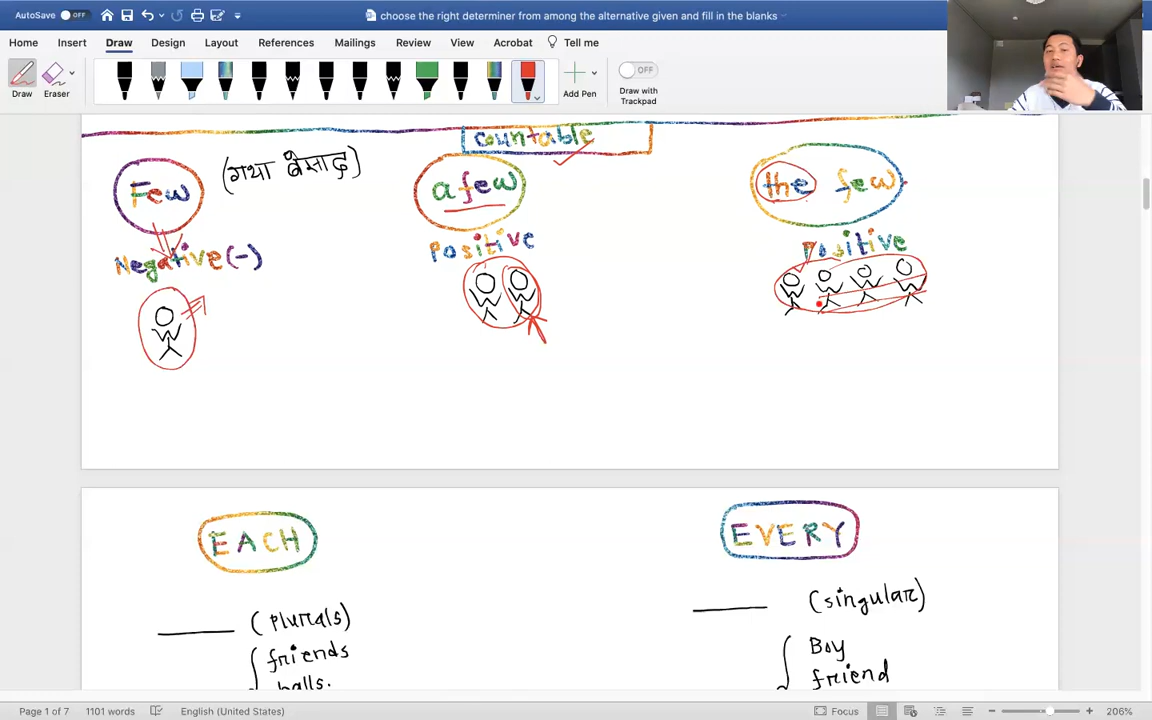 AutoSave OFF
choose the right determiner from among the alternative given and fill in the blanks
Home Insert Draw Design Layout References Mailings Review View Acrobat Tell me
Draw Eraser Add Pen Draw with Trackpad OFF
countable
Few (गथा बैसाद) a few the few
Negative (-) Positive Positive
EACH EVERY
(plurals) (singular)
friends Boy
balls. friend
Page 1 of 7 1101 words English (United States) Focus 206%